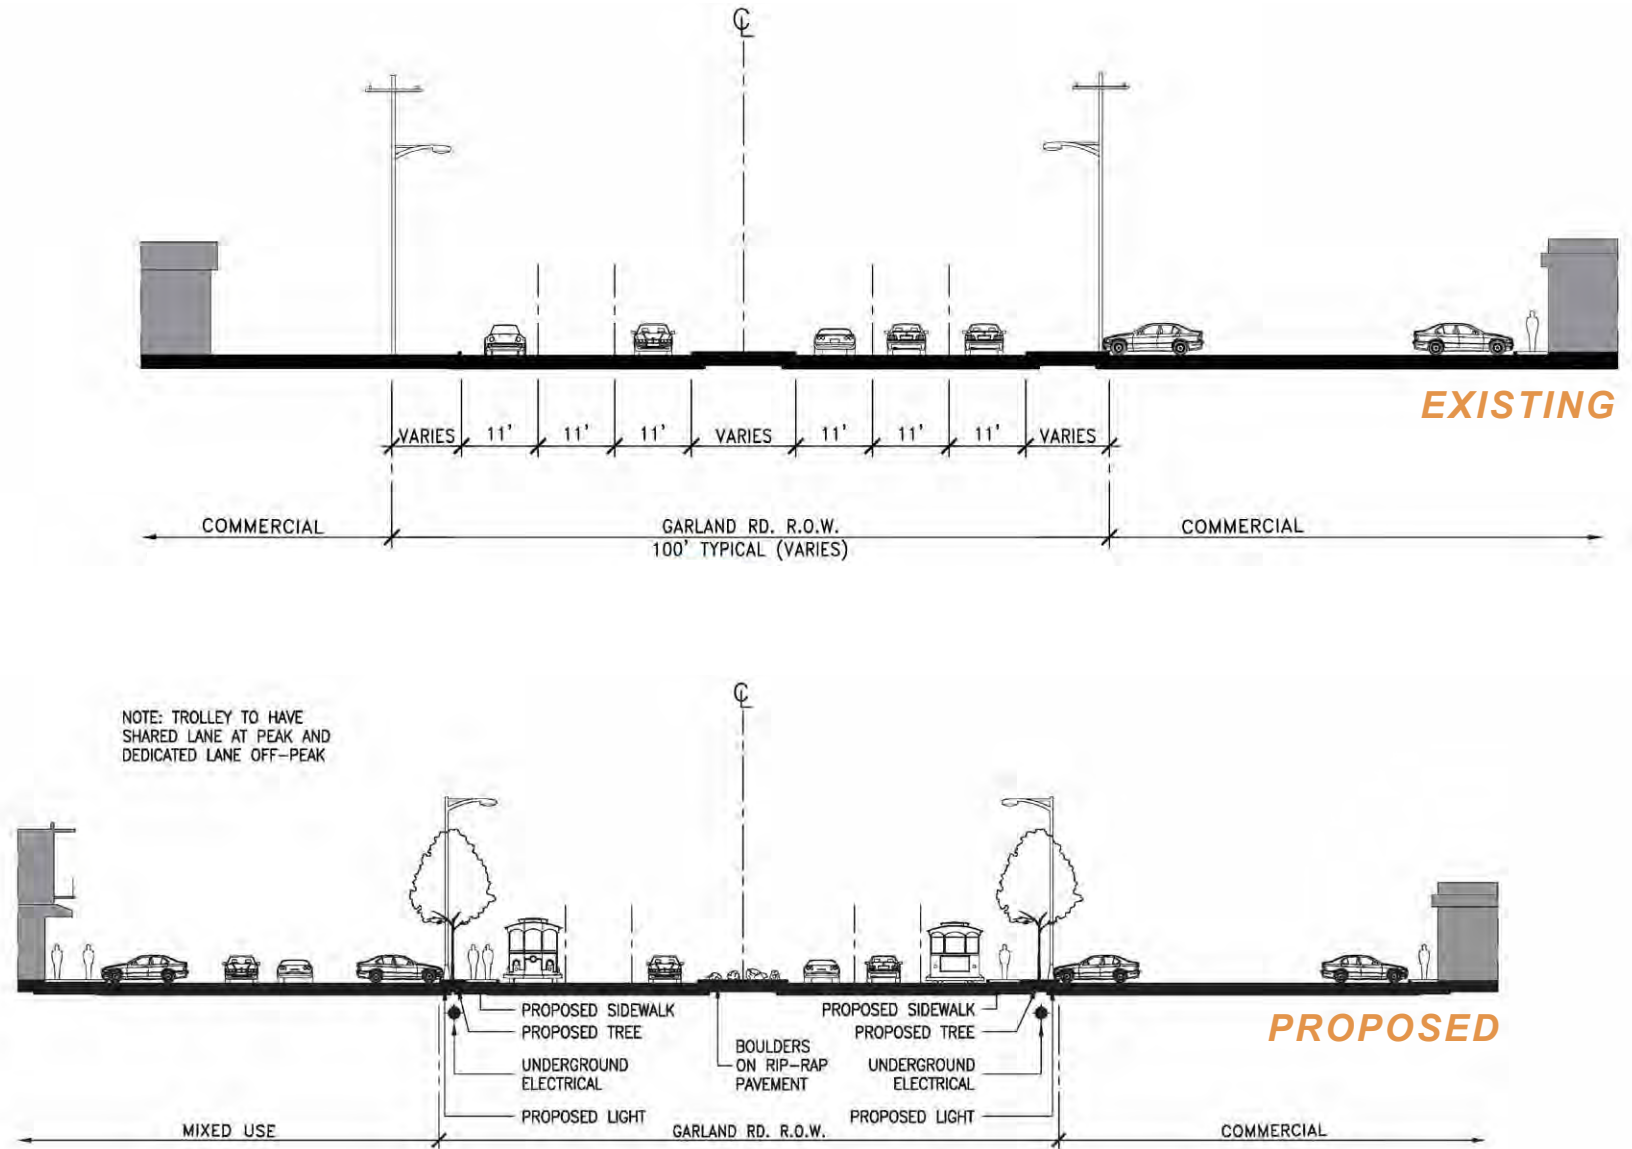 ℄
EXISTING
VARIES 11' 11' 11' VARIES 11' 11' 11' VARIES
COMMERCIAL GARLAND RD. R.O.W. COMMERCIAL
100' TYPICAL (VARIES)
℄
NOTE: TROLLEY TO HAVE
SHARED LANE AT PEAK AND
DEDICATED LANE OFF-PEAK
PROPOSED SIDEWALK
PROPOSED TREE
UNDERGROUND
ELECTRICAL
PROPOSED LIGHT
BOULDERS
ON RIP-RAP
PAVEMENT
PROPOSED SIDEWALK
PROPOSED TREE
UNDERGROUND
ELECTRICAL
PROPOSED LIGHT
PROPOSED
MIXED USE GARLAND RD. R.O.W. COMMERCIAL